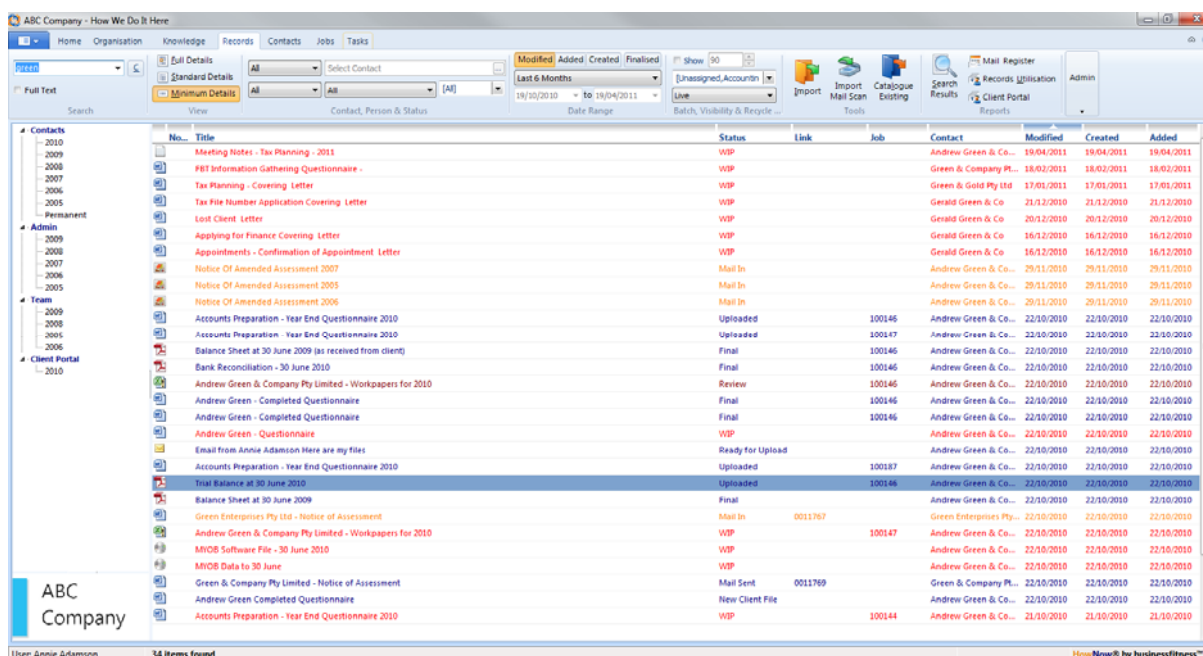 ABC Company - How We Do It Here
Home Organisation Knowledge Records Contacts Jobs Tasks
green
Full Text
Search
Full Details
Standard Details
Minimum Details
View
All Select Contact
All All [All]
Contact, Person & Status
Modified Added Created Finalised
Last 6 Months
19/10/2010 to 19/04/2011
Date Range
Show 90
[Unassigned,Accountin
Live
Batch, Visibility & Recycle ...
Import
Import Mail Scan
Catalogue Existing
Tools
Search Results
Mail Register
Records Utilisation
Client Portal
Reports
Admin
Contacts
2010
2009
2008
2007
2006
2005
Permanent
Admin
2009
2008
2007
2006
2005
Team
2009
2008
2005
2006
Client Portal
2010
No... Title Status Link Job Contact Modified Created Added
Meeting Notes - Tax Planning - 2011 WIP Andrew Green & Co... 19/04/2011 19/04/2011 19/04/2011
FBT Information Gathering Questionnaire - WIP Green & Company Pt... 18/02/2011 18/02/2011 18/02/2011
Tax Planning - Covering Letter WIP Green & Gold Pty Ltd 17/01/2011 17/01/2011 17/01/2011
Tax File Number Application Covering Letter WIP Gerald Green & Co 21/12/2010 21/12/2010 21/12/2010
Lost Client Letter WIP Gerald Green & Co 20/12/2010 20/12/2010 20/12/2010
Applying for Finance Covering Letter WIP Gerald Green & Co 16/12/2010 16/12/2010 16/12/2010
Appointments - Confirmation of Appointment Letter WIP Gerald Green & Co 16/12/2010 16/12/2010 16/12/2010
Notice Of Amended Assessment 2007 Mail In Andrew Green & Co... 29/11/2010 29/11/2010 29/11/2010
Notice Of Amended Assessment 2005 Mail In Andrew Green & Co... 29/11/2010 29/11/2010 29/11/2010
Notice Of Amended Assessment 2006 Mail In Andrew Green & Co... 29/11/2010 29/11/2010 29/11/2010
Accounts Preparation - Year End Questionnaire 2010 Uploaded 100146 Andrew Green & Co... 22/10/2010 22/10/2010 22/10/2010
Accounts Preparation - Year End Questionnaire 2010 Uploaded 100147 Andrew Green & Co... 22/10/2010 22/10/2010 22/10/2010
Balance Sheet at 30 June 2009 (as received from client) Final 100146 Andrew Green & Co... 22/10/2010 22/10/2010 22/10/2010
Bank Reconciliation - 30 June 2010 Final 100146 Andrew Green & Co... 22/10/2010 22/10/2010 22/10/2010
Andrew Green & Company Pty Limited - Workpapers for 2010 Review 100146 Andrew Green & Co... 22/10/2010 22/10/2010 22/10/2010
Andrew Green - Completed Questionnaire Final 100146 Andrew Green & Co... 22/10/2010 22/10/2010 22/10/2010
Andrew Green - Completed Questionnaire Final 100146 Andrew Green & Co... 22/10/2010 22/10/2010 22/10/2010
Andrew Green - Questionnaire WIP Andrew Green & Co... 22/10/2010 22/10/2010 22/10/2010
Email from Annie Adamson Here are my files Ready for Upload Andrew Green & Co... 22/10/2010 22/10/2010 22/10/2010
Accounts Preparation - Year End Questionnaire 2010 Uploaded 100187 Andrew Green & Co... 22/10/2010 22/10/2010 22/10/2010
Trial Balance at 30 June 2010 Uploaded 100146 Andrew Green & Co... 22/10/2010 22/10/2010 22/10/2010
Balance Sheet at 30 June 2009 Final Andrew Green & Co... 22/10/2010 22/10/2010 22/10/2010
Green Enterprises Pty Ltd - Notice of Assessment Mail In 0011767 Green Enterprises Pty... 22/10/2010 22/10/2010 22/10/2010
Andrew Green & Company Pty Limited - Workpapers for 2010 WIP 100147 Andrew Green & Co... 22/10/2010 22/10/2010 22/10/2010
MYOB Software File - 30 June 2010 WIP Andrew Green & Co... 22/10/2010 22/10/2010 22/10/2010
MYOB Data to 30 June WIP Andrew Green & Co... 22/10/2010 22/10/2010 22/10/2010
Green & Company Pty Limited - Notice of Assessment Mail Sent 0011769 Green & Company Pt... 22/10/2010 22/10/2010 22/10/2010
Andrew Green Completed Questionnaire New Client File Andrew Green & Co... 22/10/2010 22/10/2010 22/10/2010
Accounts Preparation - Year End Questionnaire 2010 WIP 100144 Andrew Green & Co... 21/10/2010 21/10/2010 21/10/2010
ABC
Company
User: Annie Adamson 34 items found HowNow® by businessfitness™